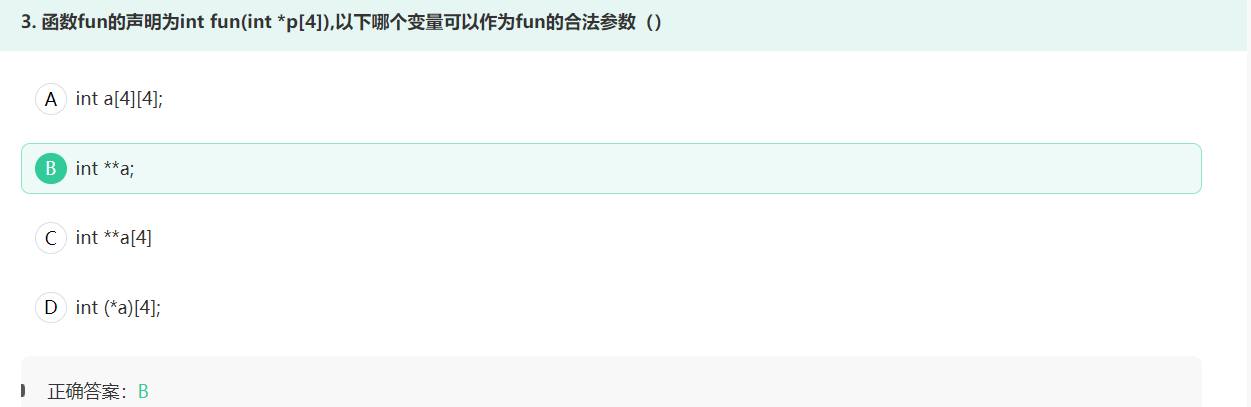 3. 函数fun的声明为int fun(int *p[4]),以下哪个变量可以作为fun的合法参数（）
A int a[4][4];
B int **a;
C int **a[4]
D int (*a)[4];
正确答案：B